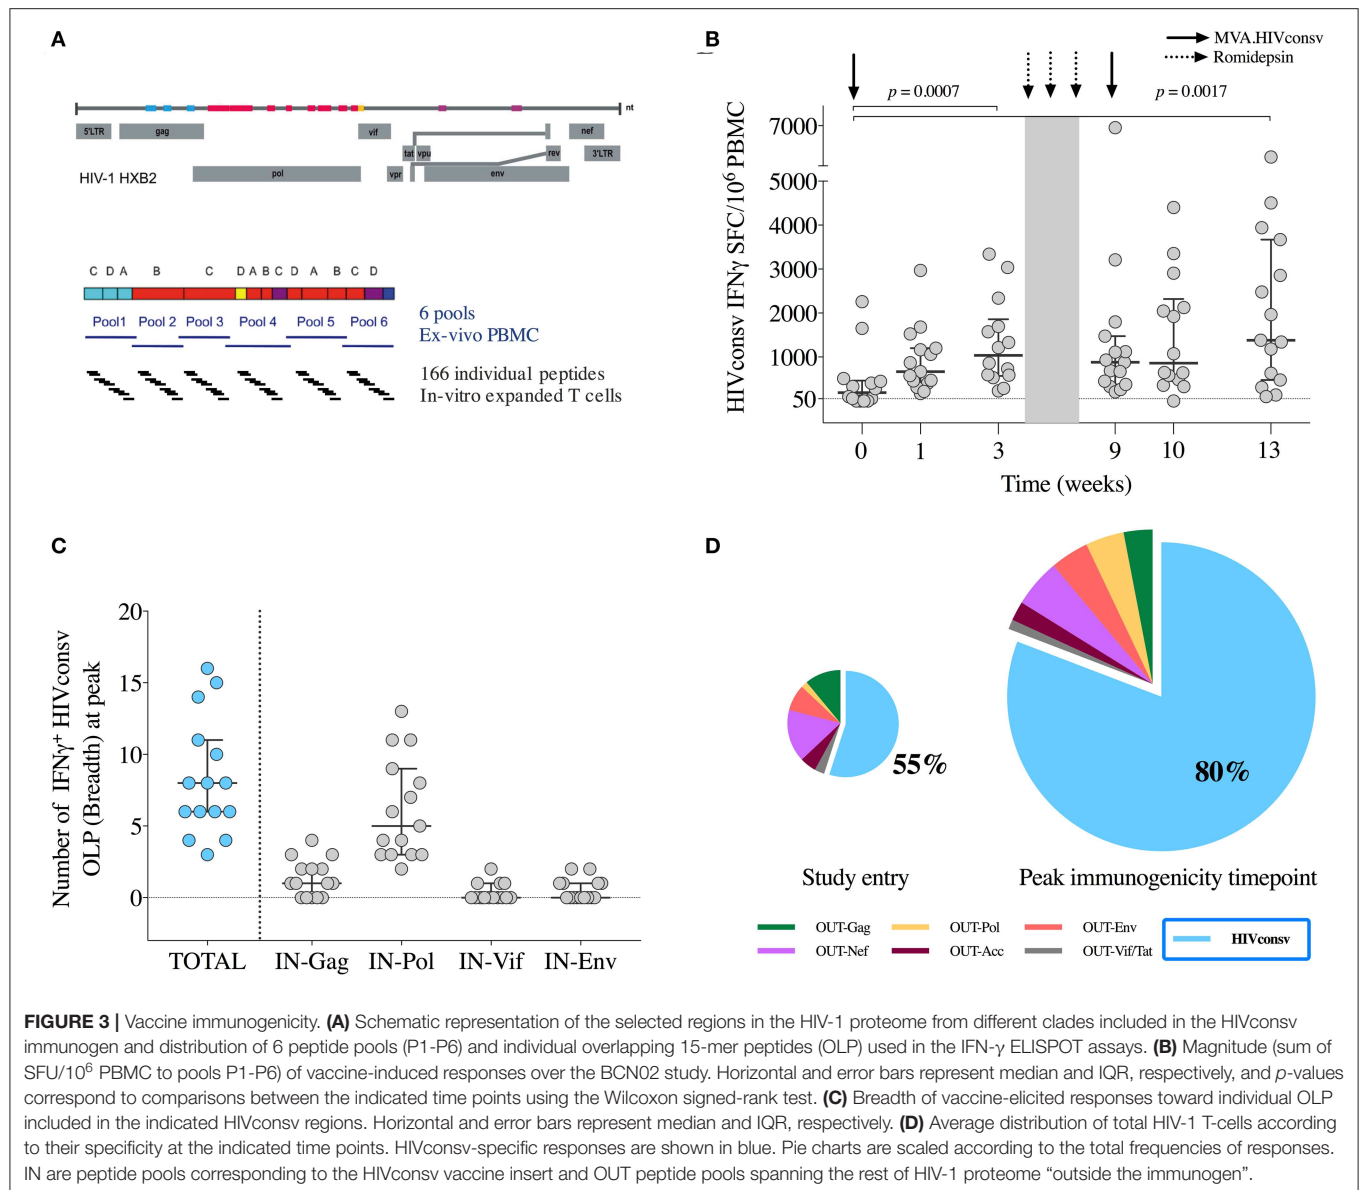 A
nt
5'LTR gag vif nef
tat vpu rev 3'LTR
HIV-1 HXB2 pol vpr env
C D A B C D A B C D A B C D
Pool1 Pool 2 Pool 3 Pool 4 Pool 5 Pool 6
6 pools
Ex-vivo PBMC
166 individual peptides
In-vitro expanded T cells
B
MVA.HIVconsv
Romidepsin
p = 0.0007
p = 0.0017
HIVconsv IFNγ SFC/10⁶ PBMC
7000
5000
4000
3000
2000
1000
50
0 1 3 9 10 13
Time (weeks)
C
Number of IFNγ⁺ HIVconsv
OLP (Breadth) at peak
20
15
10
5
0
TOTAL IN-Gag IN-Pol IN-Vif IN-Env
D
55%
80%
Study entry
Peak immunogenicity timepoint
OUT-Gag OUT-Pol OUT-Env HIVconsv
OUT-Nef OUT-Acc OUT-Vif/Tat
FIGURE 3 | Vaccine immunogenicity. (A) Schematic representation of the selected regions in the HIV-1 proteome from different clades included in the HIVconsv
immunogen and distribution of 6 peptide pools (P1-P6) and individual overlapping 15-mer peptides (OLP) used in the IFN-γ ELISPOT assays. (B) Magnitude (sum of
SFU/10⁶ PBMC to pools P1-P6) of vaccine-induced responses over the BCN02 study. Horizontal and error bars represent median and IQR, respectively, and p-values
correspond to comparisons between the indicated time points using the Wilcoxon signed-rank test. (C) Breadth of vaccine-elicited responses toward individual OLP
included in the indicated HIVconsv regions. Horizontal and error bars represent median and IQR, respectively. (D) Average distribution of total HIV-1 T-cells according
to their specificity at the indicated time points. HIVconsv-specific responses are shown in blue. Pie charts are scaled according to the total frequencies of responses.
IN are peptide pools corresponding to the HIVconsv vaccine insert and OUT peptide pools spanning the rest of HIV-1 proteome “outside the immunogen”.